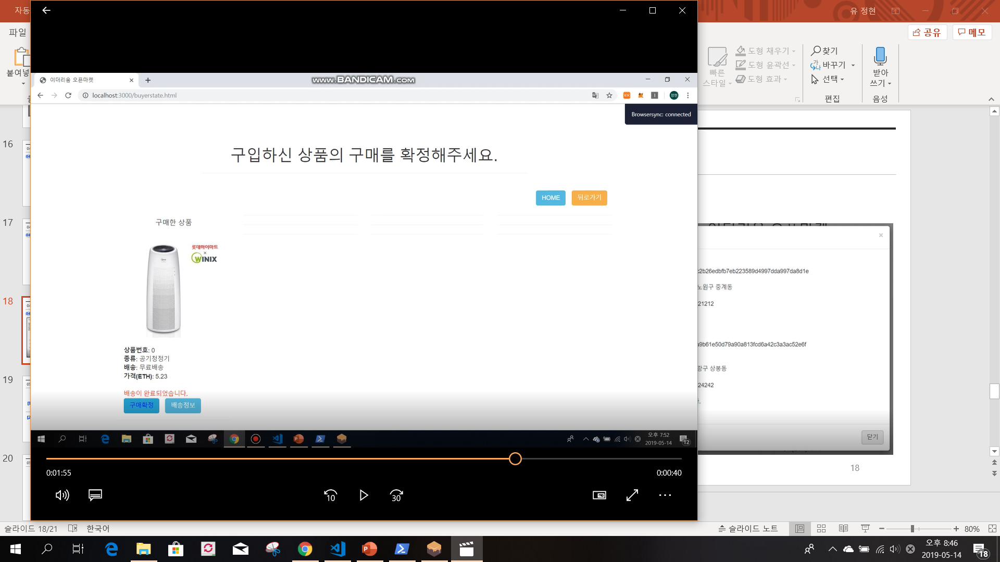 자동
유 정현
파일
공유
메모
붙여넣
빠른
스타일
도형 채우기
도형 윤곽선
도형 효과
찾기
바꾸기
선택
편집
받아
쓰기
음성
이더리움 오픈마켓
www.BANDICAM.com
localhost:3000/buyerstate.html
Browsersync: connected
구입하신 상품의 구매를 확정해주세요.
HOME
뒤로가기
구매한 상품
롯데하이마트
×
WINIX
상품번호: 0
종류: 공기청정기
배송: 무료배송
가격(ETH): 5.23
배송이 완료되었습니다.
구매확정
배송정보
오후 7:52
2019-05-14
12
0:01:55
0:00:40
10
30
16
17
18
19
20
c2b26edbfb7eb223589d4997dda997da8d1e
노원구 중계동
21212
a9b61e50d79a90a813fcd6a42c3a3ac52e6f
랑구 상봉동
24242
닫기
18
슬라이드 18/21
한국어
슬라이드 노트
80%
오후 8:46
2019-05-14
18